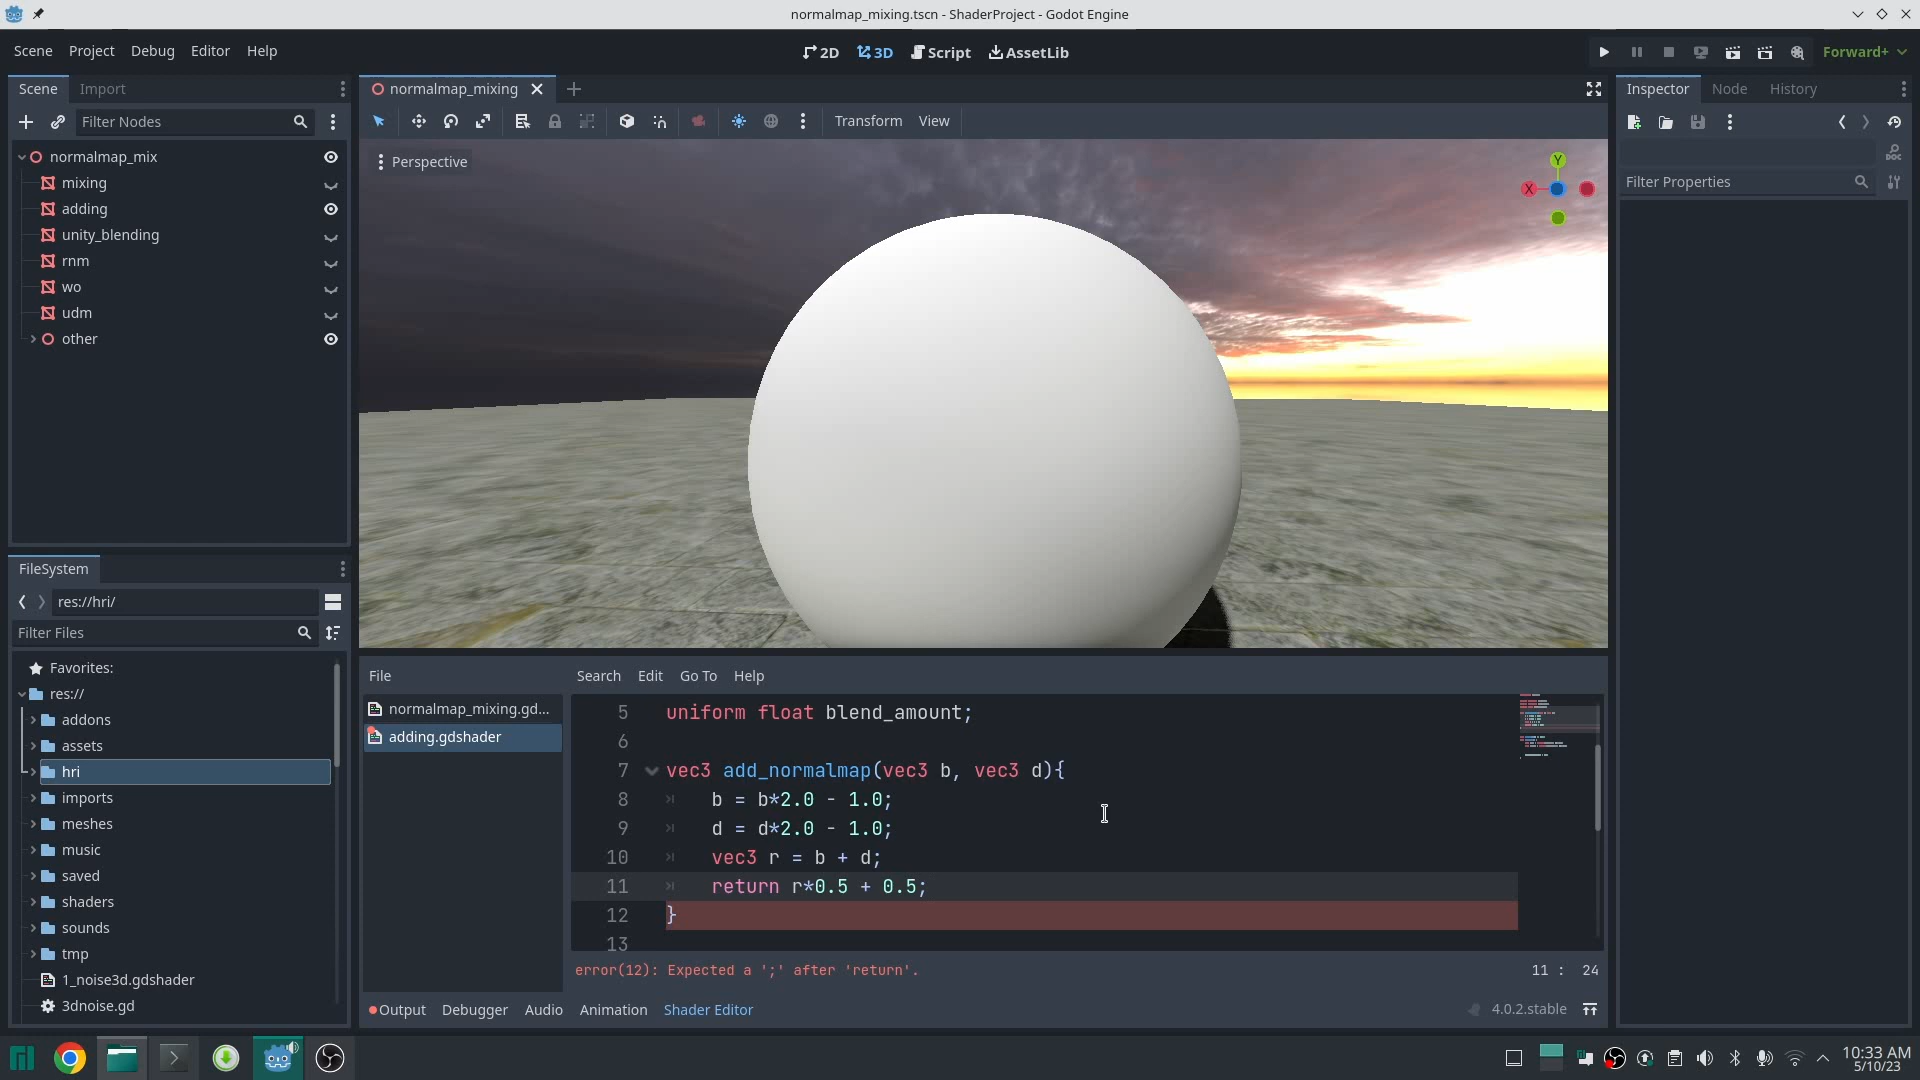 normalmap_mixing.tscn - ShaderProject - Godot Engine
Scene Project Debug Editor Help
2D 3D Script AssetLib
Forward+
Scene Import
Filter Nodes
normalmap_mix
mixing
adding
unity_blending
rnm
wo
udm
other
FileSystem
res://hri/
Filter Files
Favorites:
res://
addons
assets
hri
imports
meshes
music
saved
shaders
sounds
tmp
1_noise3d.gdshader
3dnoise.gd
normalmap_mixing
Transform View
Perspective
Y
X
File
normalmap_mixing.gd...
adding.gdshader
Search Edit Go To Help
5 uniform float blend_amount;
6
7 vec3 add_normalmap(vec3 b, vec3 d){
8 b = b*2.0 - 1.0;
9 d = d*2.0 - 1.0;
10 vec3 r = b + d;
11 return r*0.5 + 0.5;
12 }
13
error(12): Expected a ';' after 'return'.
11 : 24
Output Debugger Audio Animation Shader Editor
4.0.2.stable
Inspector Node History
DOC
Filter Properties
10:33 AM
5/10/23